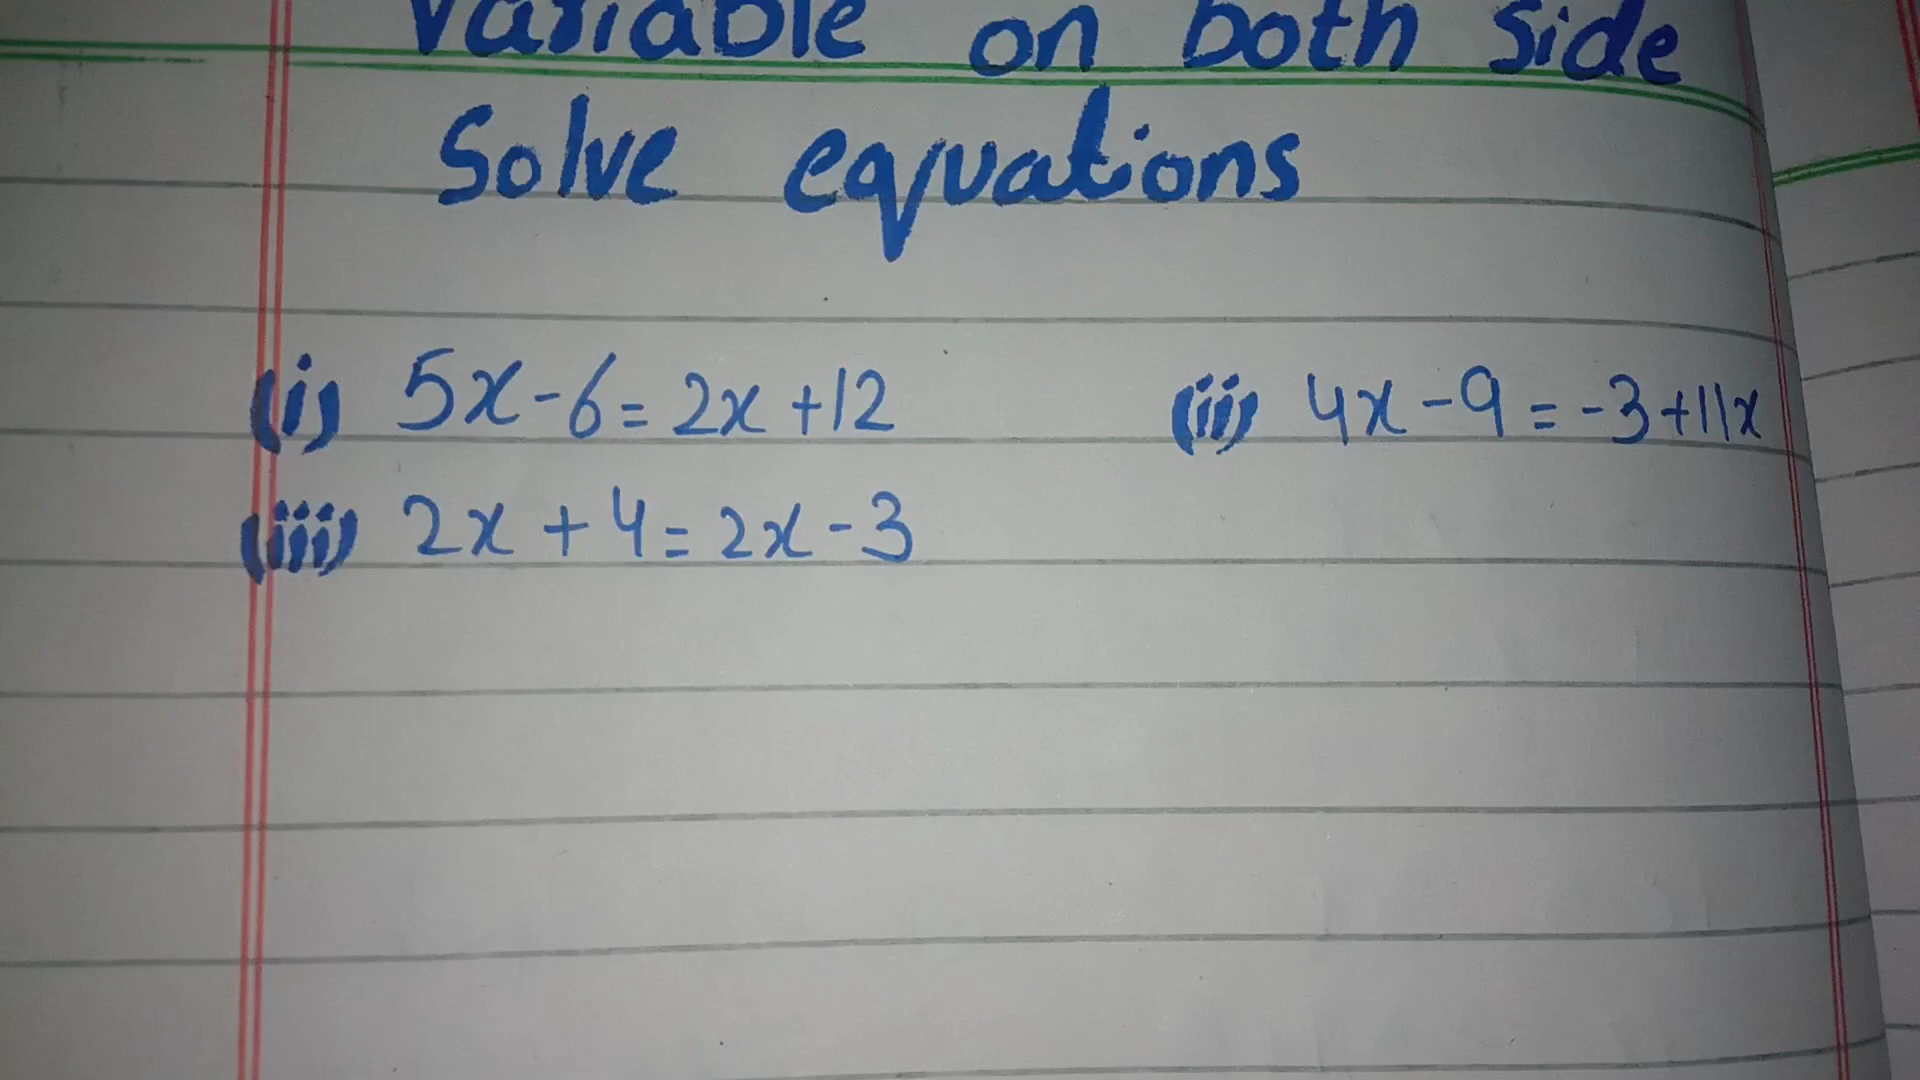 Variable on both side
Solve equations
(i) 5x-6=2x+12 (ii) 4x-9=-3+11x
(iii) 2x+4=2x-3